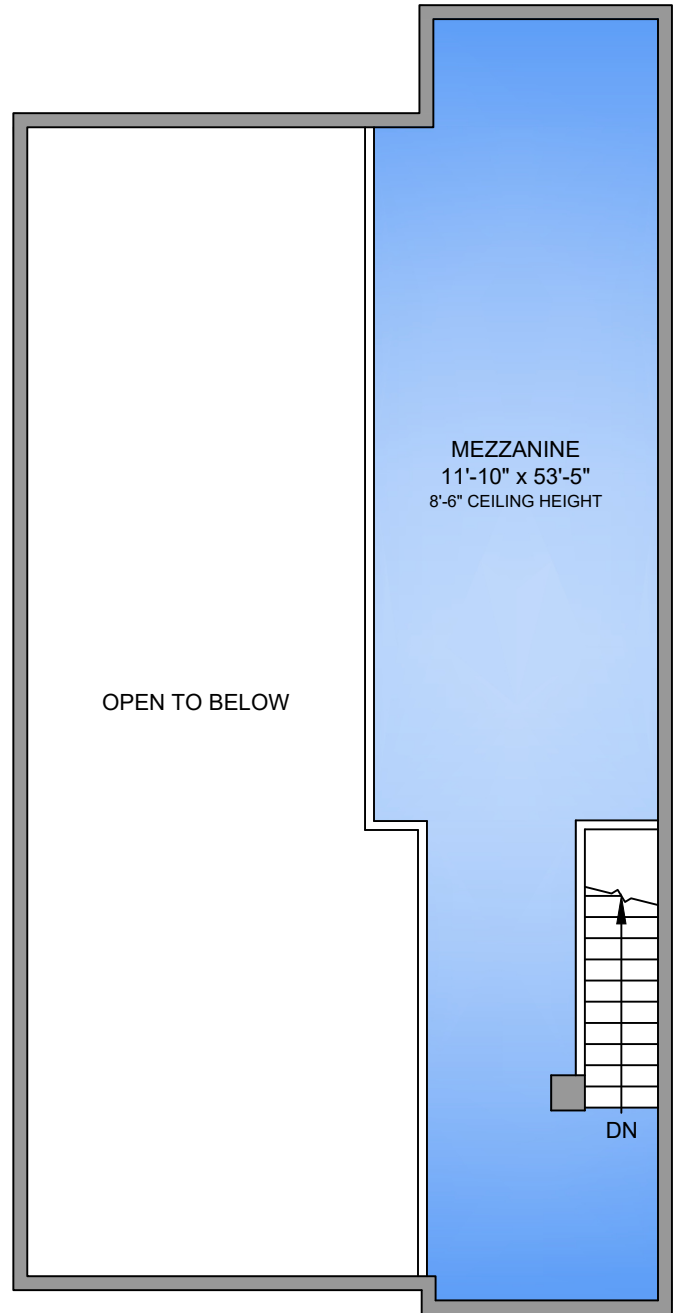 MEZZANINE
11'-10" x 53'-5"
8'-6" CEILING HEIGHT
OPEN TO BELOW
DN